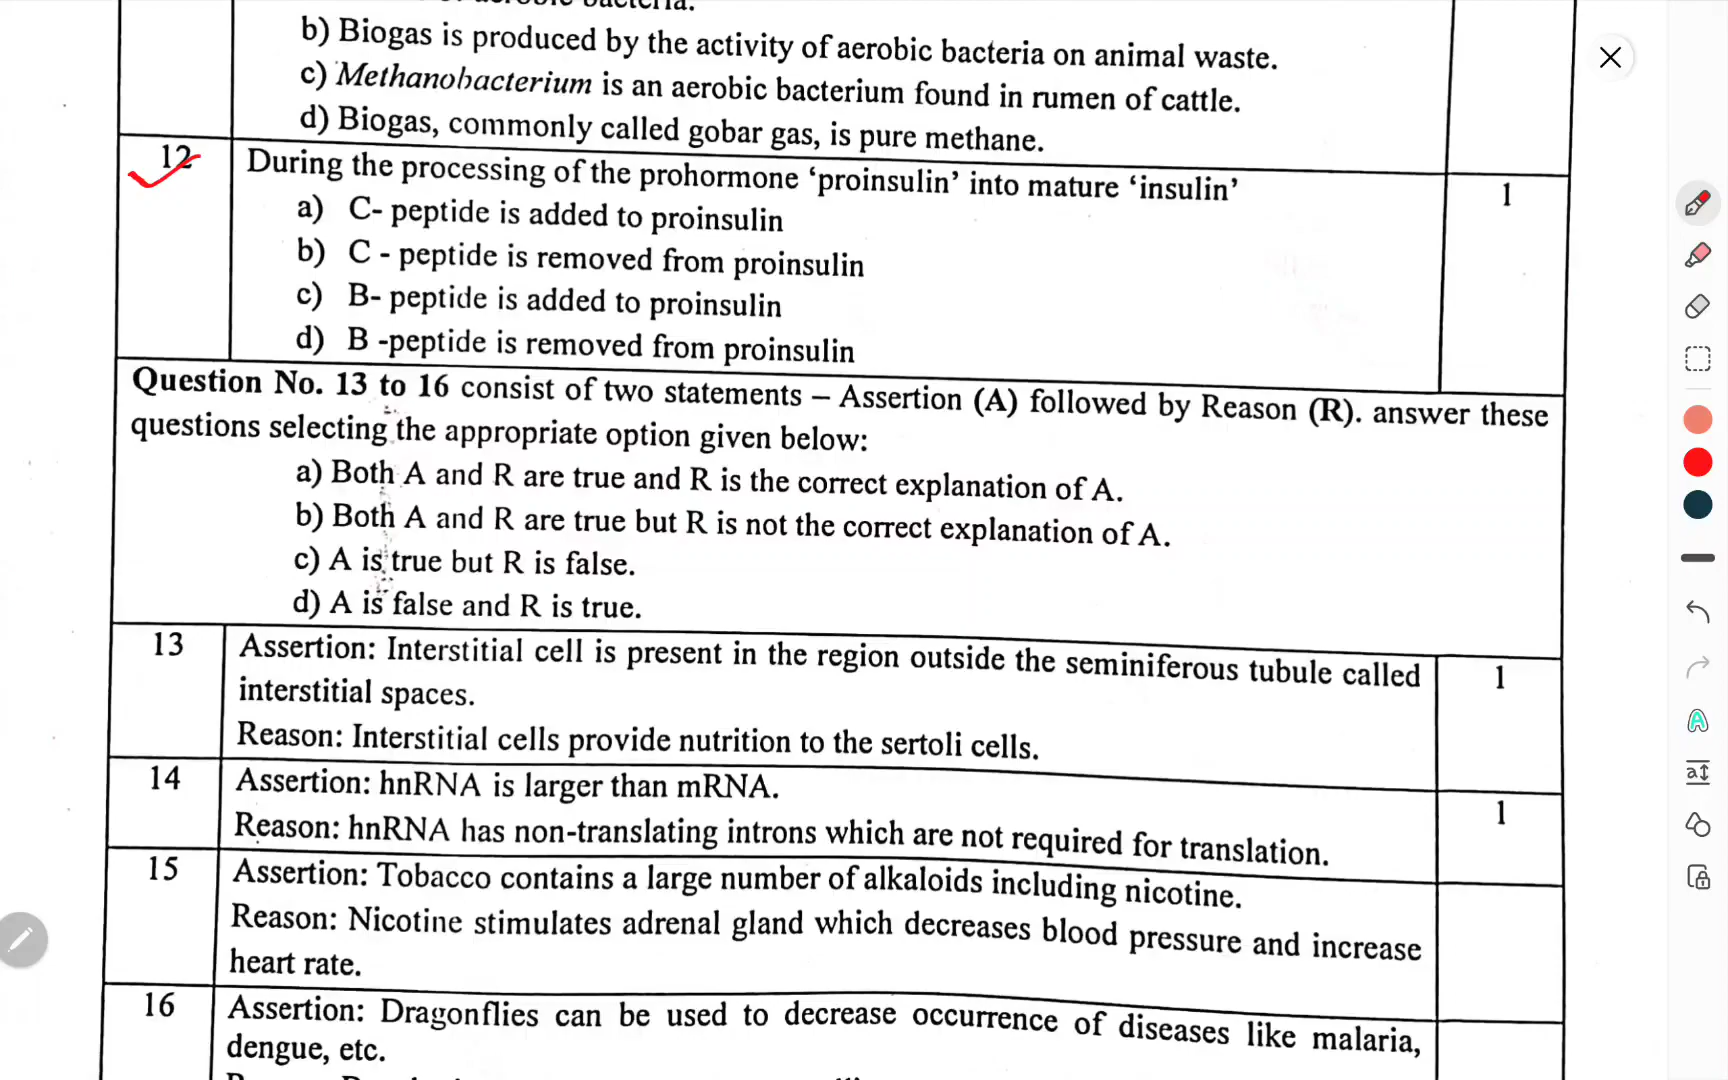 b) Biogas is produced by the activity of aerobic bacteria on animal waste.
c) Methanobacterium is an aerobic bacterium found in rumen of cattle.
d) Biogas, commonly called gobar gas, is pure methane.
12 During the processing of the prohormone ‘proinsulin’ into mature ‘insulin’ 1
a) C- peptide is added to proinsulin
b) C - peptide is removed from proinsulin
c) B- peptide is added to proinsulin
d) B -peptide is removed from proinsulin
Question No. 13 to 16 consist of two statements – Assertion (A) followed by Reason (R). answer these
questions selecting the appropriate option given below:
a) Both A and R are true and R is the correct explanation of A.
b) Both A and R are true but R is not the correct explanation of A.
c) A is true but R is false.
d) A is false and R is true.
13 Assertion: Interstitial cell is present in the region outside the seminiferous tubule called 1
interstitial spaces.
Reason: Interstitial cells provide nutrition to the sertoli cells.
14 Assertion: hnRNA is larger than mRNA. 1
Reason: hnRNA has non-translating introns which are not required for translation.
15 Assertion: Tobacco contains a large number of alkaloids including nicotine.
Reason: Nicotine stimulates adrenal gland which decreases blood pressure and increase
heart rate.
16 Assertion: Dragonflies can be used to decrease occurrence of diseases like malaria,
dengue, etc.